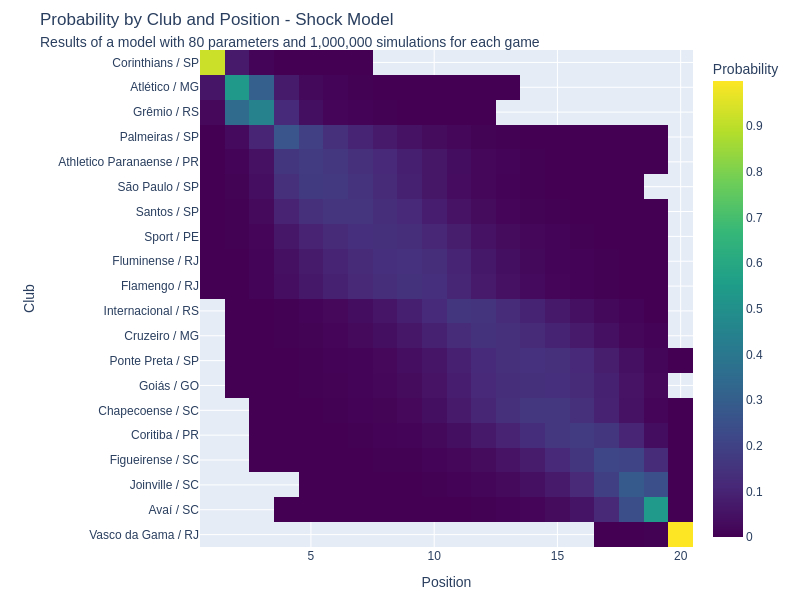 Probability by Club and Position - Shock Model
Results of a model with 80 parameters and 1,000,000 simulations for each game
Probability
Club
Corinthians / SP
Atlético / MG
Grêmio / RS
Palmeiras / SP
Athletico Paranaense / PR
São Paulo / SP
Santos / SP
Sport / PE
Fluminense / RJ
Flamengo / RJ
Internacional / RS
Cruzeiro / MG
Ponte Preta / SP
Goiás / GO
Chapecoense / SC
Coritiba / PR
Figueirense / SC
Joinville / SC
Avaí / SC
Vasco da Gama / RJ
0.9
0.8
0.7
0.6
0.5
0.4
0.3
0.2
0.1
0
5 10 15 20
Position